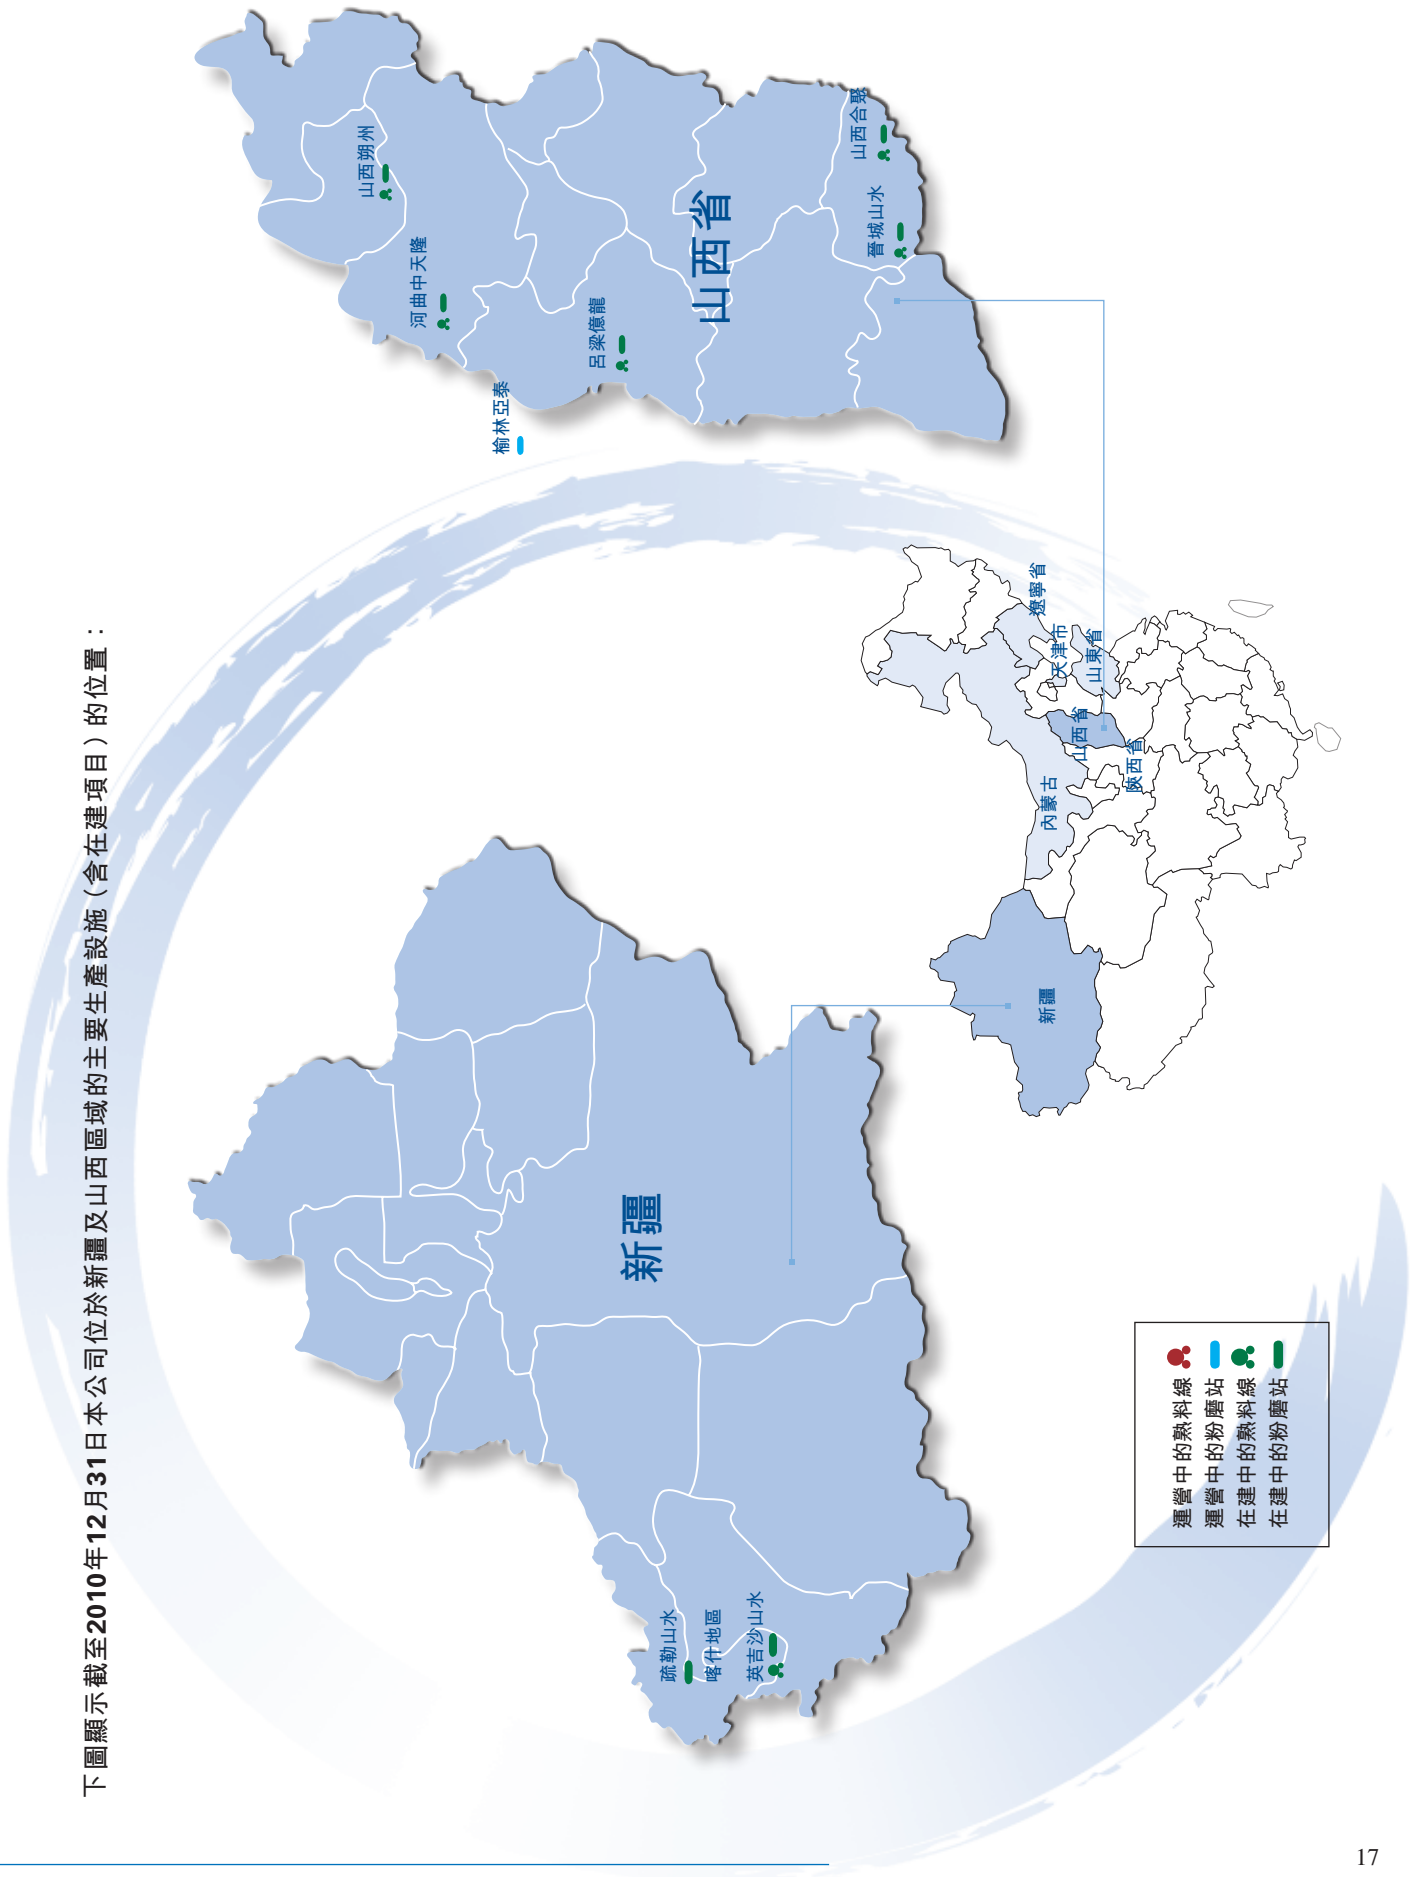 下圖顯示截至2010年12月31日本公司位於新疆及山西區域的主要生產設施（含在建項目）的位置：
山西朔州
河曲中天隆
榆林亞泰
呂梁億龍
山西省
山西合聚
晉城山水
新疆
疏勒山水
喀什地區
英吉沙山水
遼寧省
天津市
山東省
山西省
陝西省
內蒙古
新疆
運營中的熟料線
運營中的粉磨站
在建中的熟料線
在建中的粉磨站
17